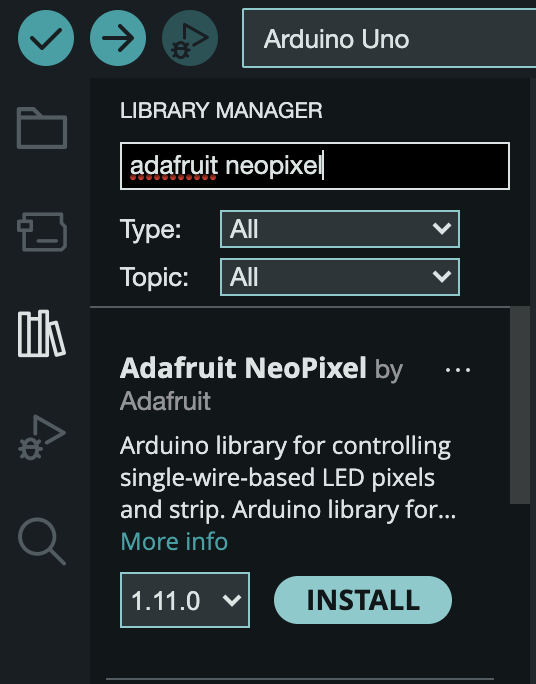 Arduino Uno
LIBRARY MANAGER
adafruit neopixel
Type: All
Topic: All
Adafruit NeoPixel by ...
Adafruit
Arduino library for controlling
single-wire-based LED pixels
and strip. Arduino library for...
More info
1.11.0 INSTALL